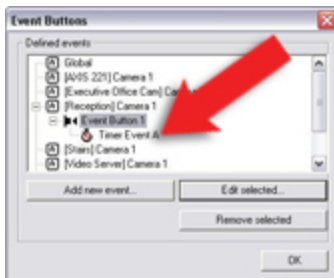 Event Buttons
Defined events
Global
[AXIS 221] Camera 1
[Executive Office Cam] Ca
[Reception] Camera 1
Event Button 1
Timer Event A
[Stairs] Camera 1
[Video Server] Camera 1
Add new event...
Edit selected...
Remove selected
OK